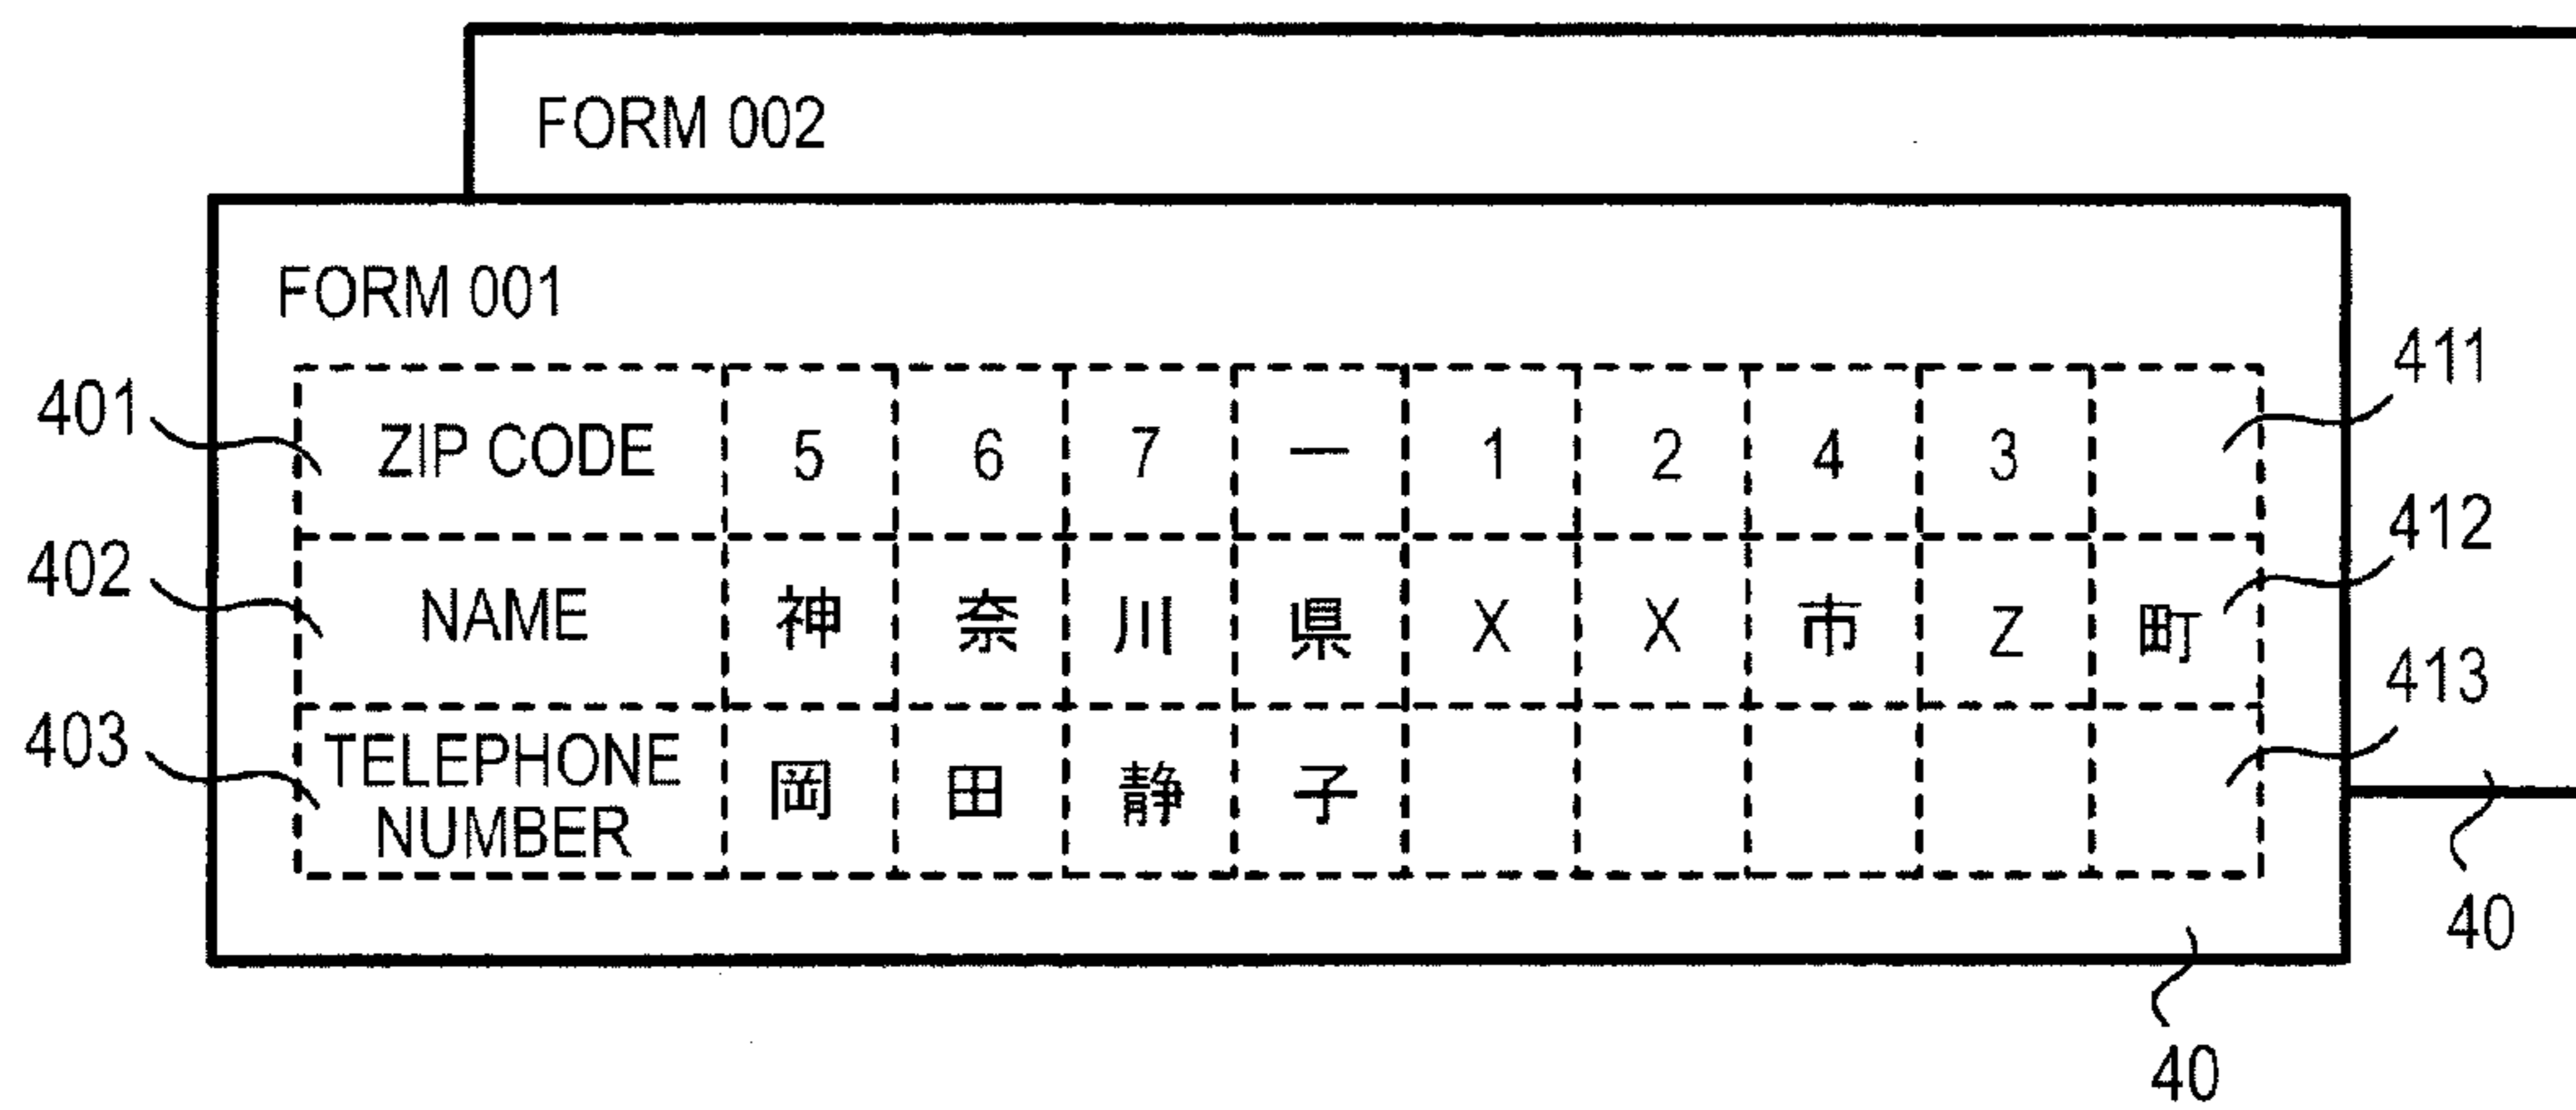 FORM 002
FORM 001
401 ZIP CODE 5 6 7 — 1 2 4 3 411
402 NAME 神 奈 川 県 X X 市 Z 町 412
403 TELEPHONE NUMBER 岡 田 静 子 413
40
40